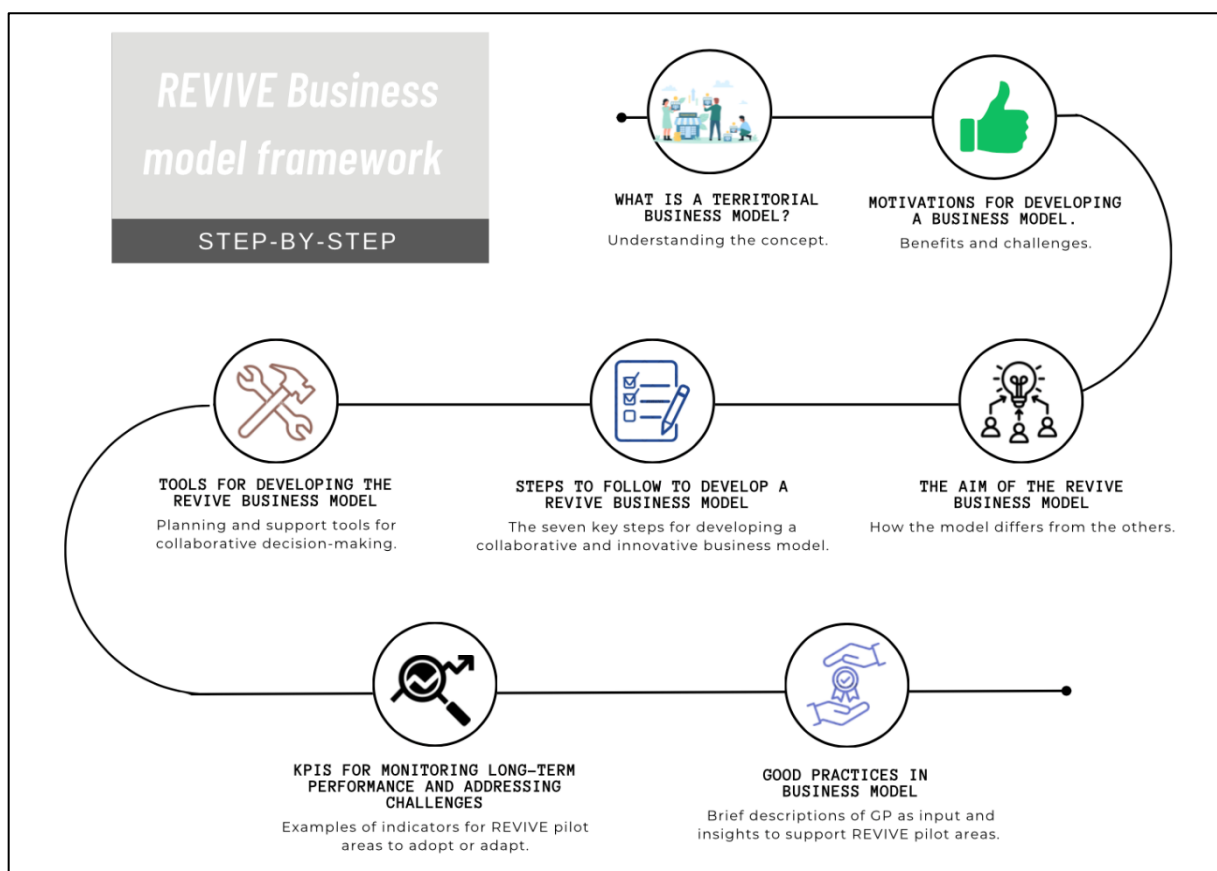 REVIVE Business
model framework
STEP-BY-STEP
WHAT IS A TERRITORIAL
BUSINESS MODEL?
Understanding the concept.
MOTIVATIONS FOR DEVELOPING
A BUSINESS MODEL.
Benefits and challenges.
THE AIM OF THE REVIVE
BUSINESS MODEL
How the model differs from the others.
STEPS TO FOLLOW TO DEVELOP A
REVIVE BUSINESS MODEL
The seven key steps for developing a
collaborative and innovative business model.
TOOLS FOR DEVELOPING THE
REVIVE BUSINESS MODEL
Planning and support tools for
collaborative decision-making.
KPIS FOR MONITORING LONG-TERM
PERFORMANCE AND ADDRESSING
CHALLENGES
Examples of indicators for REVIVE pilot
areas to adopt or adapt.
GOOD PRACTICES IN
BUSINESS MODEL
Brief descriptions of GP as input and
insights to support REVIVE pilot areas.